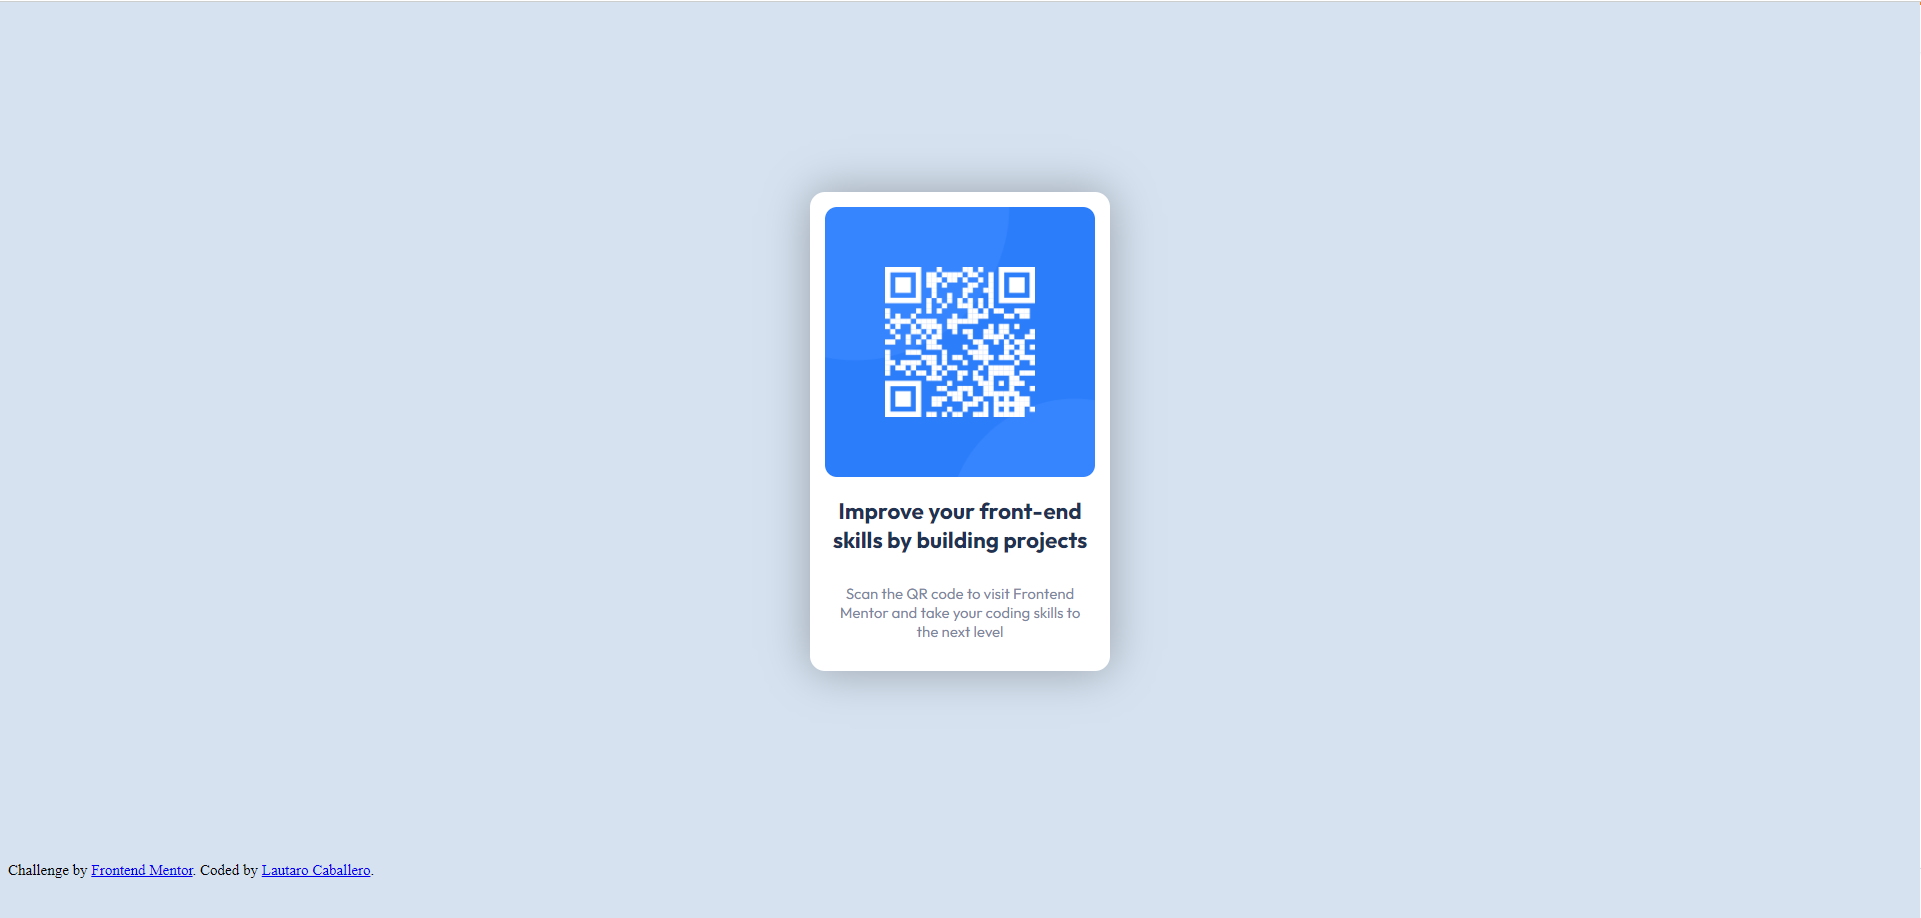 Improve your front-end
skills by building projects
Scan the QR code to visit Frontend
Mentor and take your coding skills to
the next level
Challenge by Frontend Mentor. Coded by Lautaro Caballero.